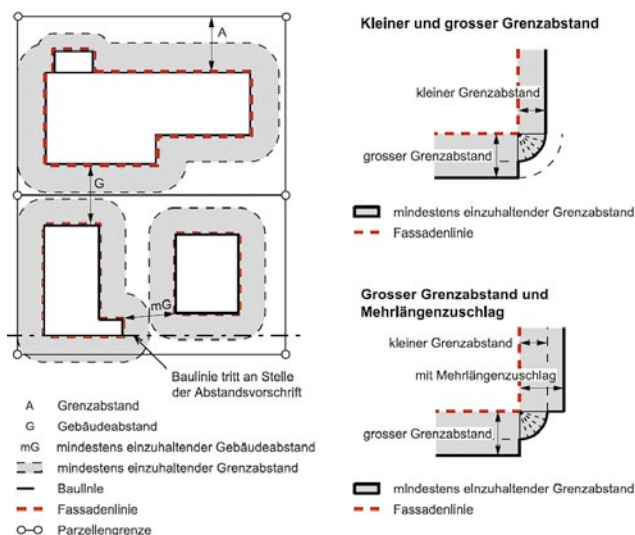 A
G
mG
Baulinie tritt an Stelle
der Abstandsvorschrift
A Grenzabstand
G Gebäudeabstand
mG mindestens einzuhaltender Gebäudeabstand
mindestens einzuhaltender Grenzabstand
Baulinie
Fassadenlinie
Parzellengrenze
Kleiner und grosser Grenzabstand
kleiner Grenzabstand
grosser Grenzabstand
mindestens einzuhaltender Grenzabstand
Fassadenlinie
Grosser Grenzabstand und
Mehrlängenzuschlag
kleiner Grenzabstand
mit Mehrlängenzuschlag
grosser Grenzabstand
mindestens einzuhaltender Grenzabstand
Fassadenlinie